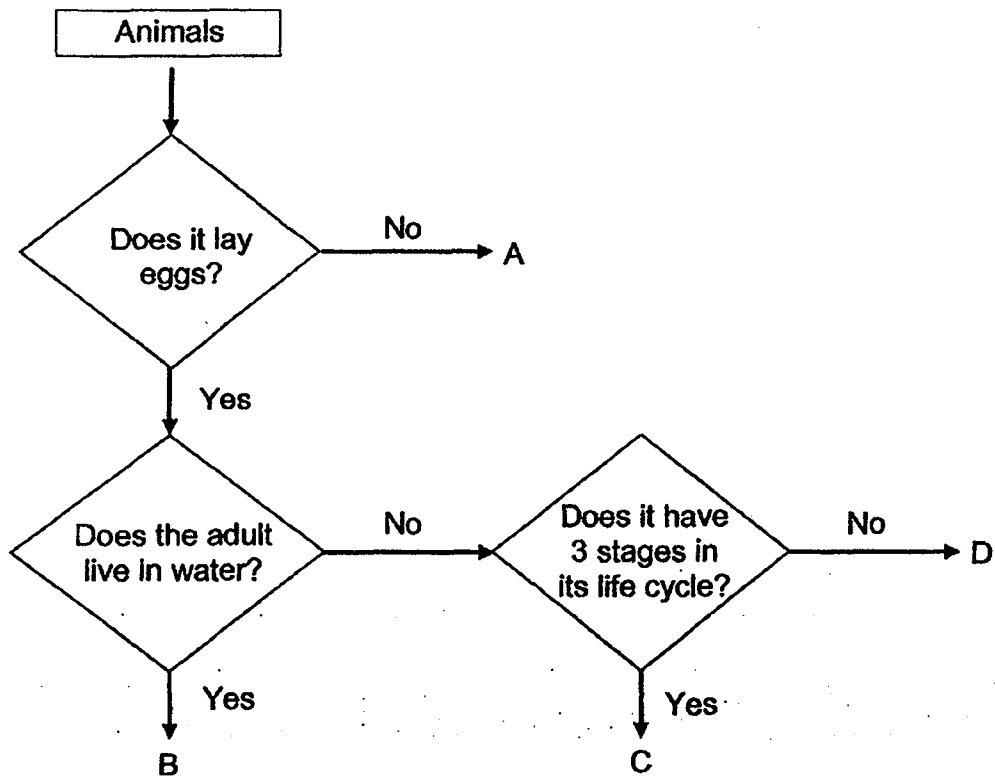 Animals
Does it lay
eggs?
No
A
Yes
Does the adult
live in water?
No
Does it have
3 stages in
its life cycle?
No
D
Yes
B
Yes
C